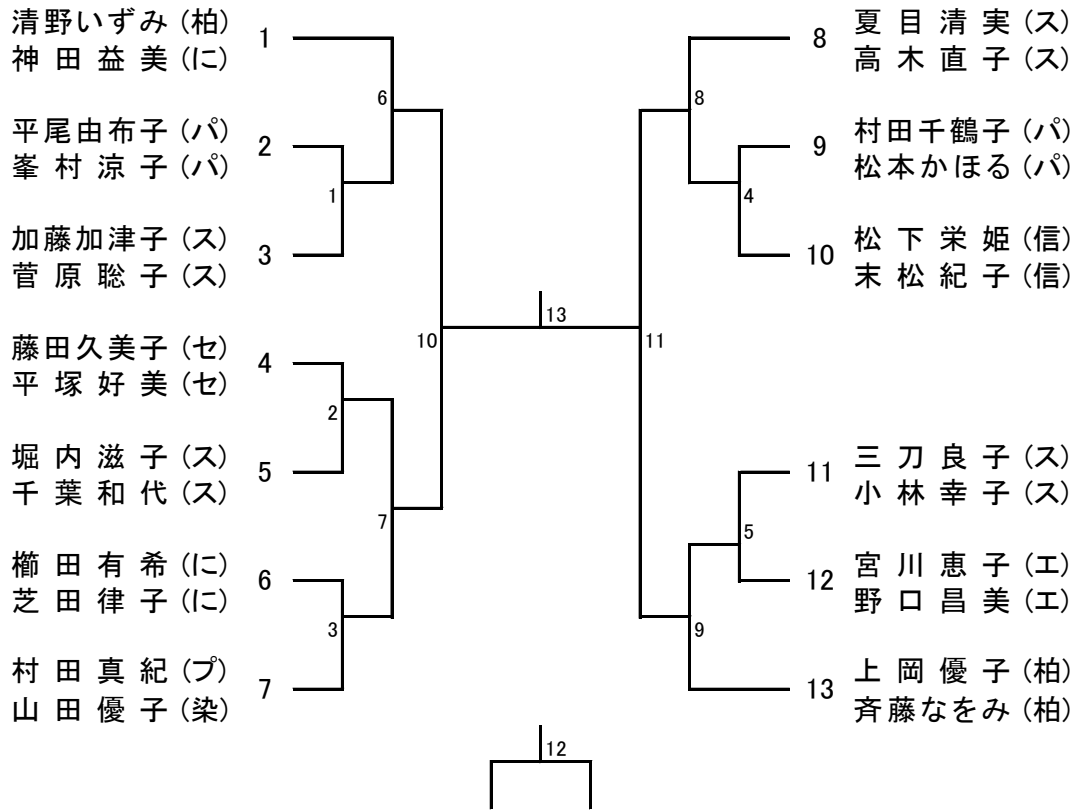 清野いずみ (柏)
神田益美 (に)
1
平尾由布子 (パ)
峯村涼子 (パ)
2
加藤加津子 (ス)
菅原聡子 (ス)
3
藤田久美子 (セ)
平塚好美 (セ)
4
堀内滋子 (ス)
千葉和代 (ス)
5
櫛田有希 (に)
芝田律子 (に)
6
村田真紀 (プ)
山田優子 (染)
7
6
1
2
7
3
10
13
11
8
4
5
9
12
8
夏目清実 (ス)
高木直子 (ス)
9
村田千鶴子 (パ)
松本かほる (パ)
10
松下栄姫 (信)
末松紀子 (信)
11
三刀良子 (ス)
小林幸子 (ス)
12
宮川恵子 (エ)
野口昌美 (エ)
13
上岡優子 (柏)
斉藤なをみ (柏)